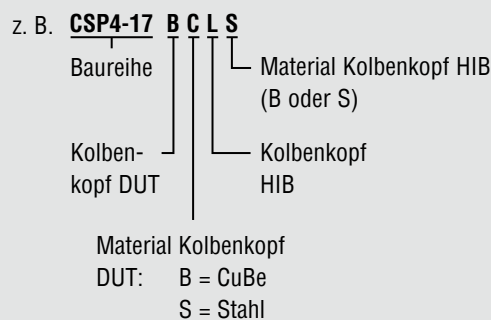 z. B. CSP4-17 B C L S
Baureihe
Material Kolbenkopf HIB
(B oder S)
Kolben-
kopf DUT
Kolbenkopf
HIB
Material Kolbenkopf
DUT: B = CuBe
S = Stahl